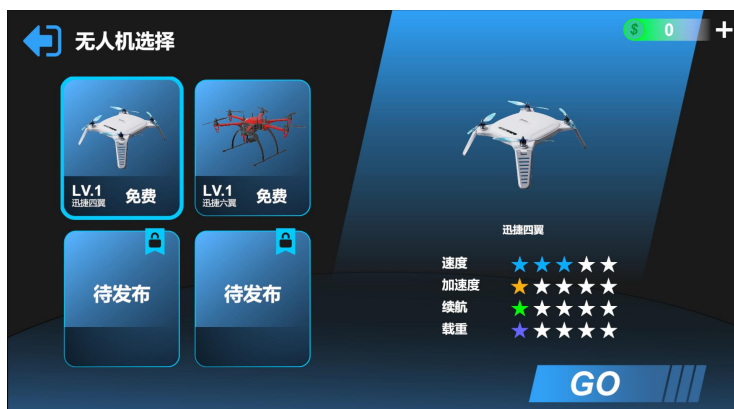 无人机选择
$ 0 +
LV.1 免费
迅捷四翼
LV.1 免费
迅捷六翼
待发布
待发布
迅捷四翼
速度
加速度
续航
载重
GO